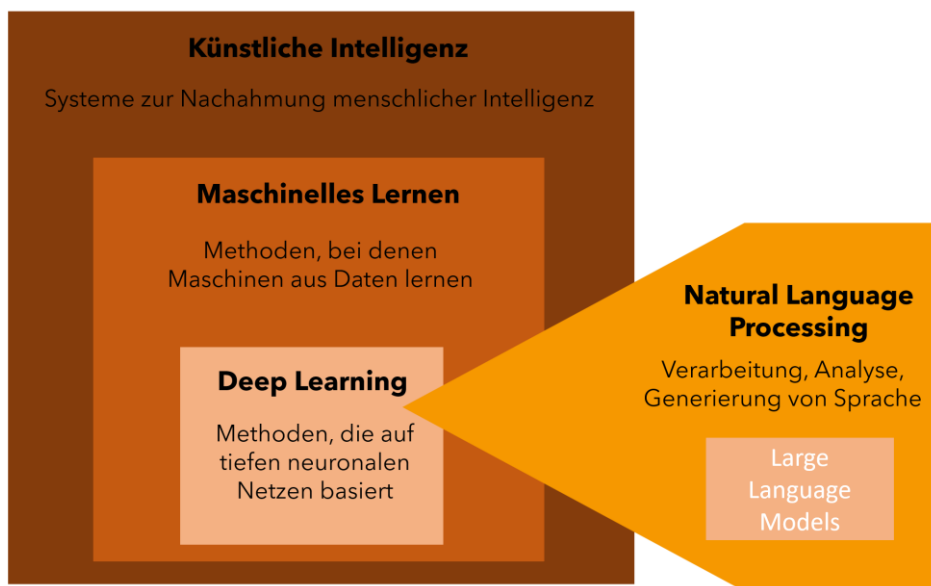 Künstliche Intelligenz
Systeme zur Nachahmung menschlicher Intelligenz
Maschinelles Lernen
Methoden, bei denen
Maschinen aus Daten lernen
Deep Learning
Methoden, die auf
tiefen neuronalen
Netzen basiert
Natural Language
Processing
Verarbeitung, Analyse,
Generierung von Sprache
Large
Language
Models